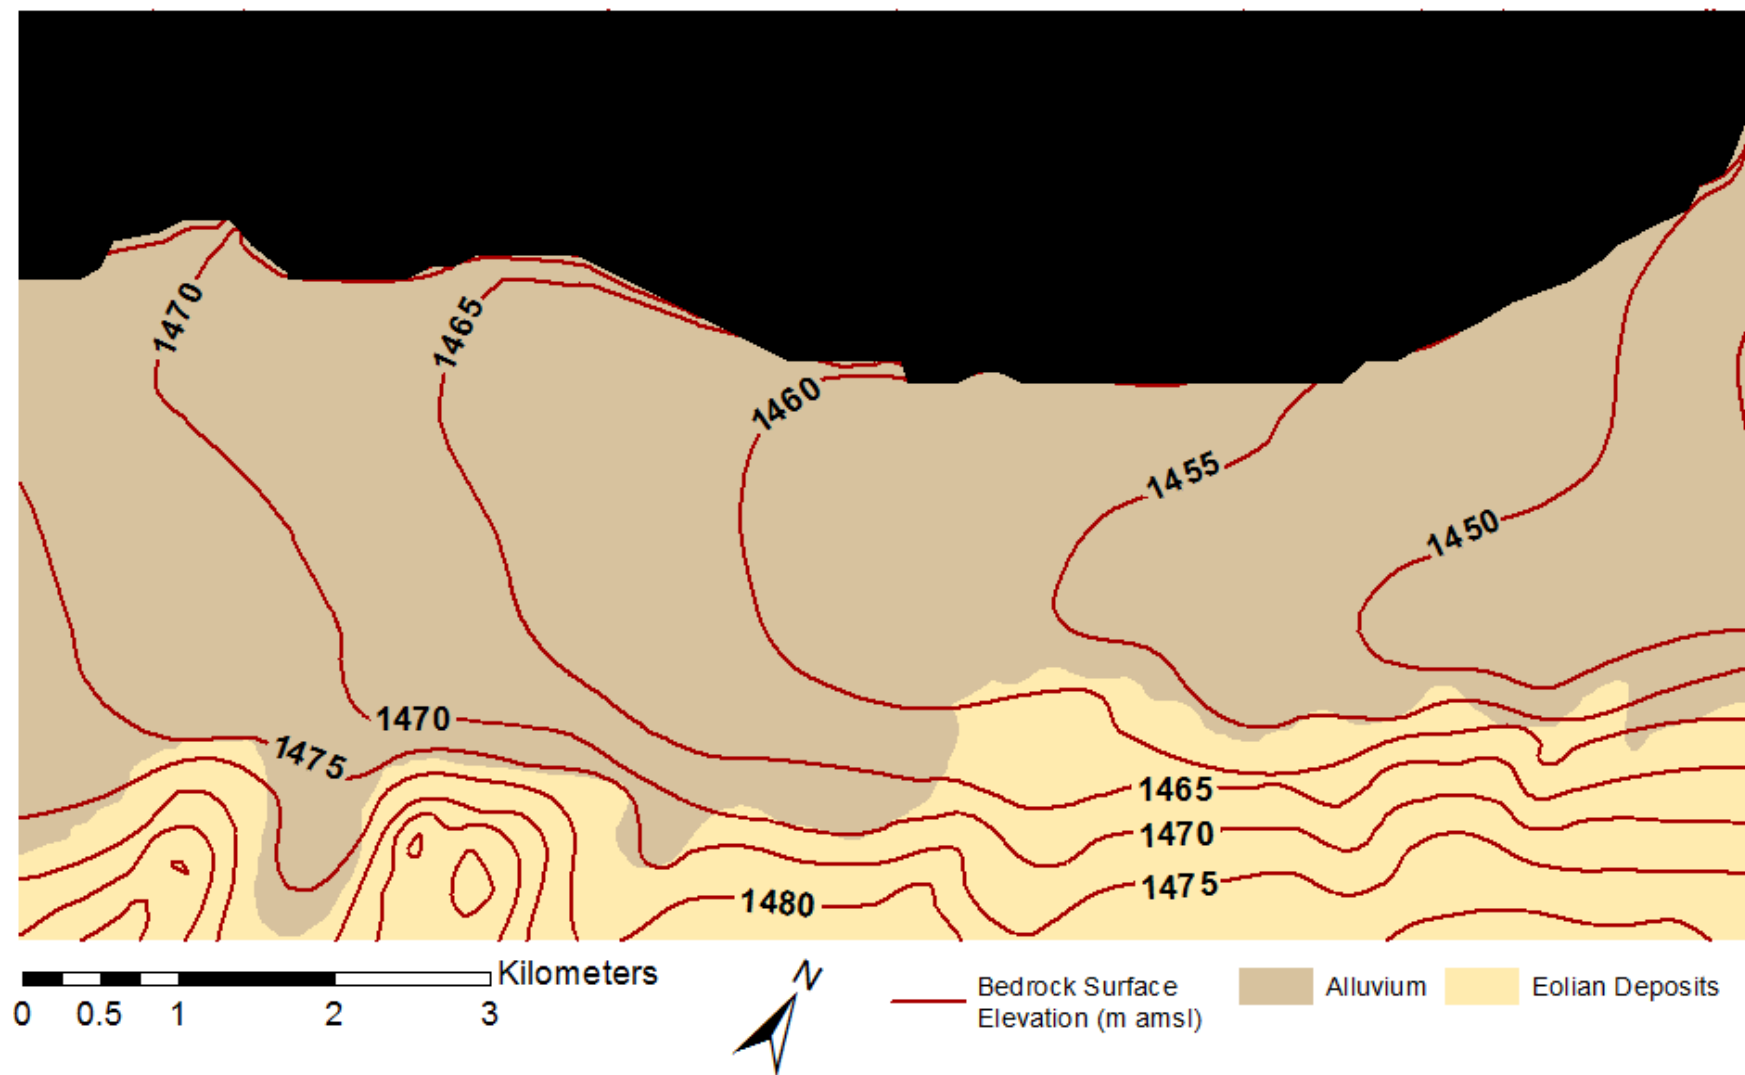 1470
1465
1460
1455
1450
1470
1475
1465
1470
1475
1480
Kilometers
0 0.5 1 2 3
N
Bedrock Surface
Elevation (m amsl)
Alluvium
Eolian Deposits